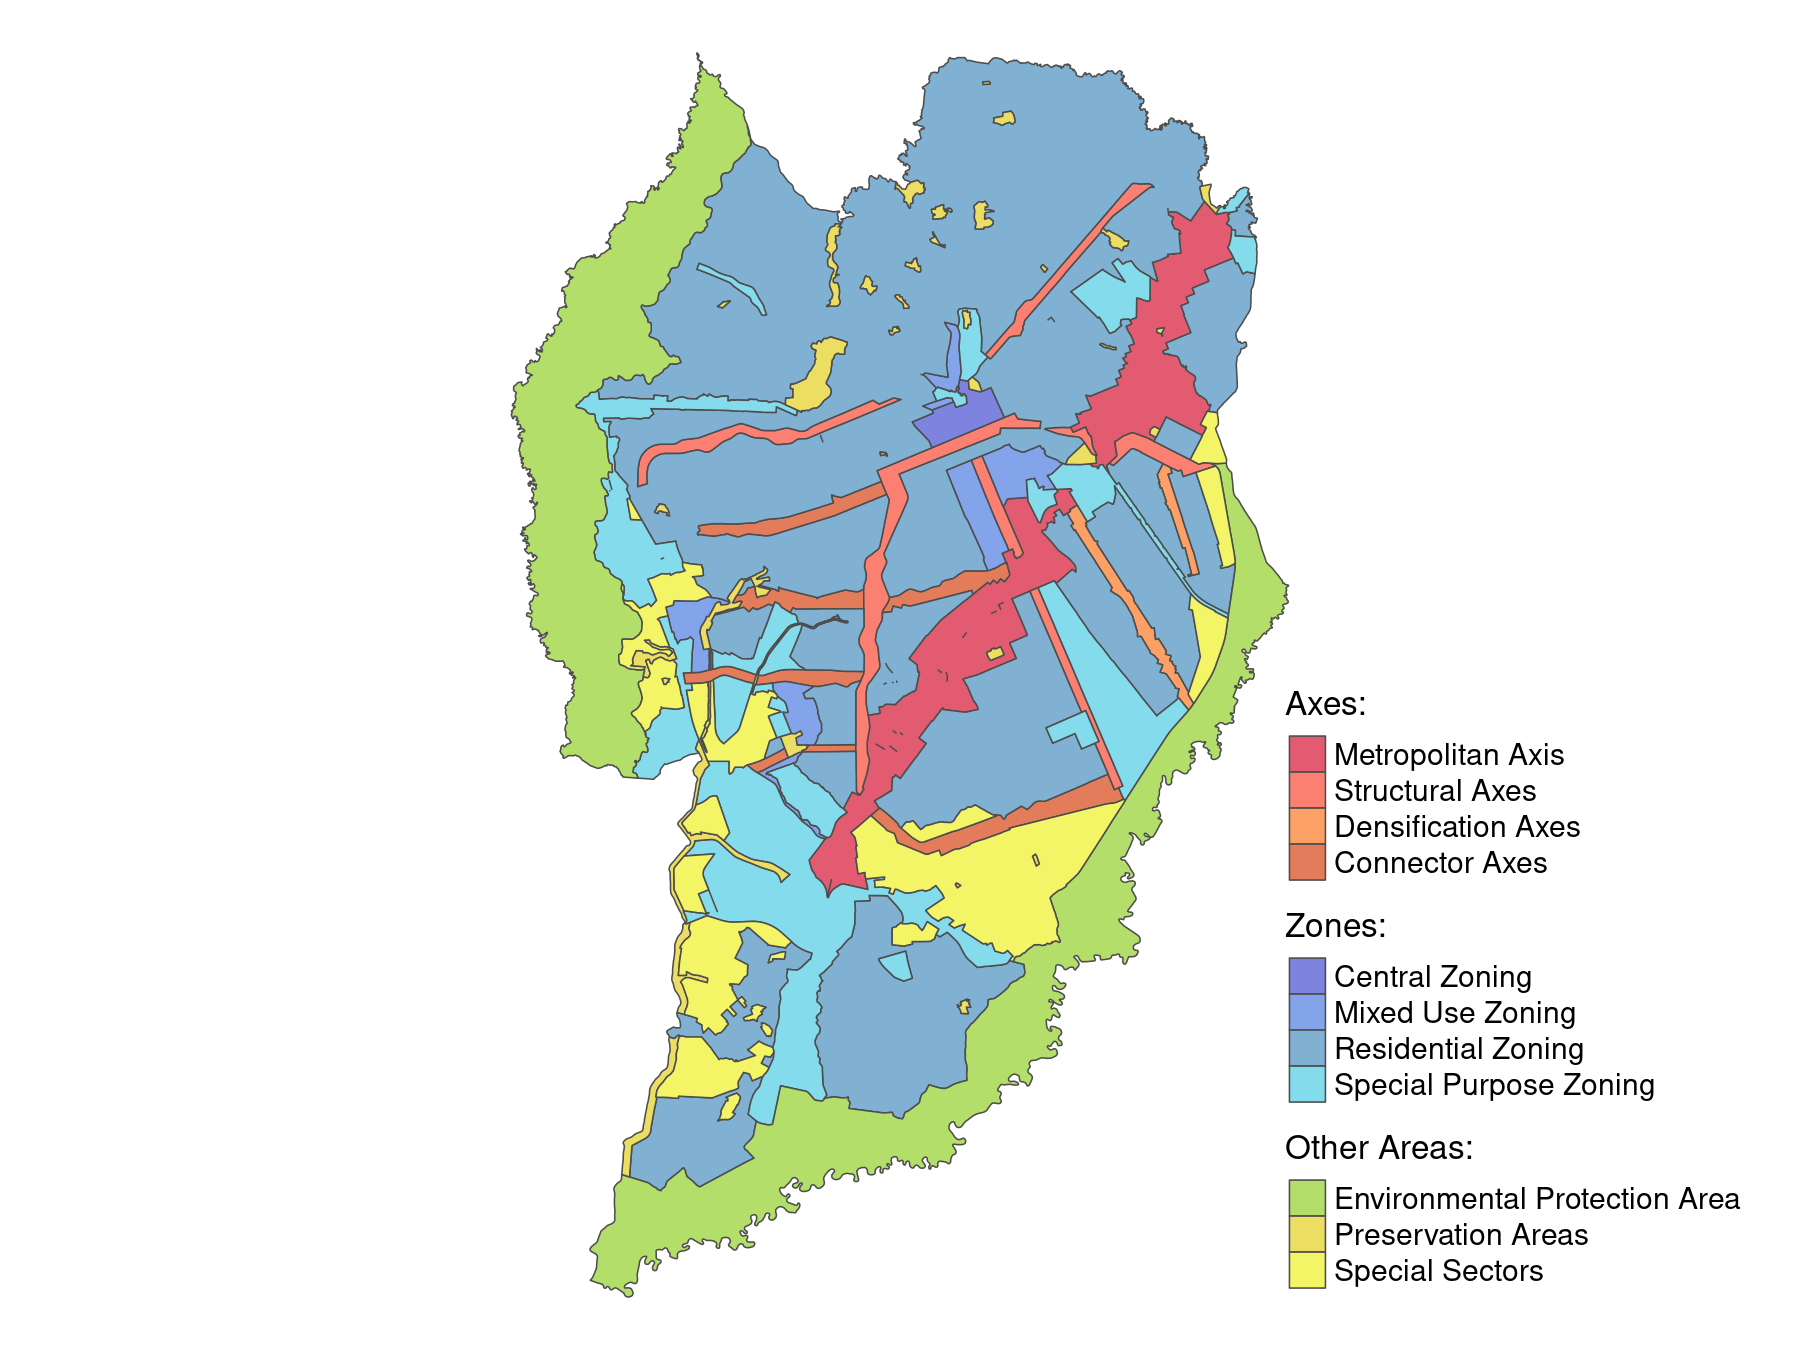 Axes:
Metropolitan Axis
Structural Axes
Densification Axes
Connector Axes
Zones:
Central Zoning
Mixed Use Zoning
Residential Zoning
Special Purpose Zoning
Other Areas:
Environmental Protection Area
Preservation Areas
Special Sectors